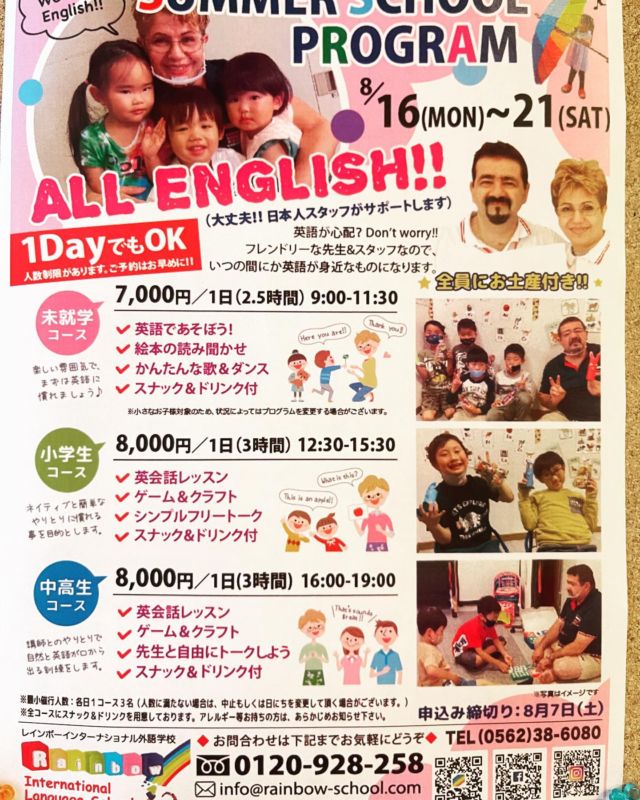 English!!
SUMMER SCHOOL
PROGRAM
8/16(MON)~21(SAT)
ALL ENGLISH!!
(大丈夫!! 日本人スタッフがサポートします)
1DayでもOK
人数制限があります。ご予約はお早めに!!
英語が心配? Don't worry!!
フレンドリーな先生&スタッフなので、
いつの間にか英語が身近なものになります。
全員にお土産付き!!
未就学
コース
楽しい雰囲気で、
まずは英語に
慣れましょう♪
7,000円/1日(2.5時間) 9:00-11:30
英語であそぼう!
絵本の読み聞かせ
かんたんな歌&ダンス
スナック&ドリンク付
Here you are!!
Thank you!!
※小さなお子様対象のため、状況によってはプログラムを変更する場合がございます。
小学生
コース
ネイティブと簡単な
やりとりに慣れる
事を目的とします。
8,000円/1日(3時間) 12:30-15:30
英会話レッスン
ゲーム&クラフト
シンプルフリートーク
スナック&ドリンク付
What is this?
This is an apple!!
中高生
コース
講師とのやりとりで
自然と英語が口から
出る訓練をします。
8,000円/1日(3時間) 16:00-19:00
英会話レッスン
ゲーム&クラフト
先生と自由にトークしよう
スナック&ドリンク付
That's sounds
※写真はイメージです
※最小催行人数:各日1コース3名(人数に満たない場合は、中止もしくは日にちを変更して頂く場合がございます。)
※全コースにスナック&ドリンクを用意しております。アレルギー等お持ちの方は、あらかじめお知らせ下さい。
申込み締切り:8月7日(土)
レインボーインターナショナル外語学校
Rainbow
International
お問合わせは下記までお気軽にどうぞ
TEL(0562)38-6080
0120-928-258
info@rainbow-school.com